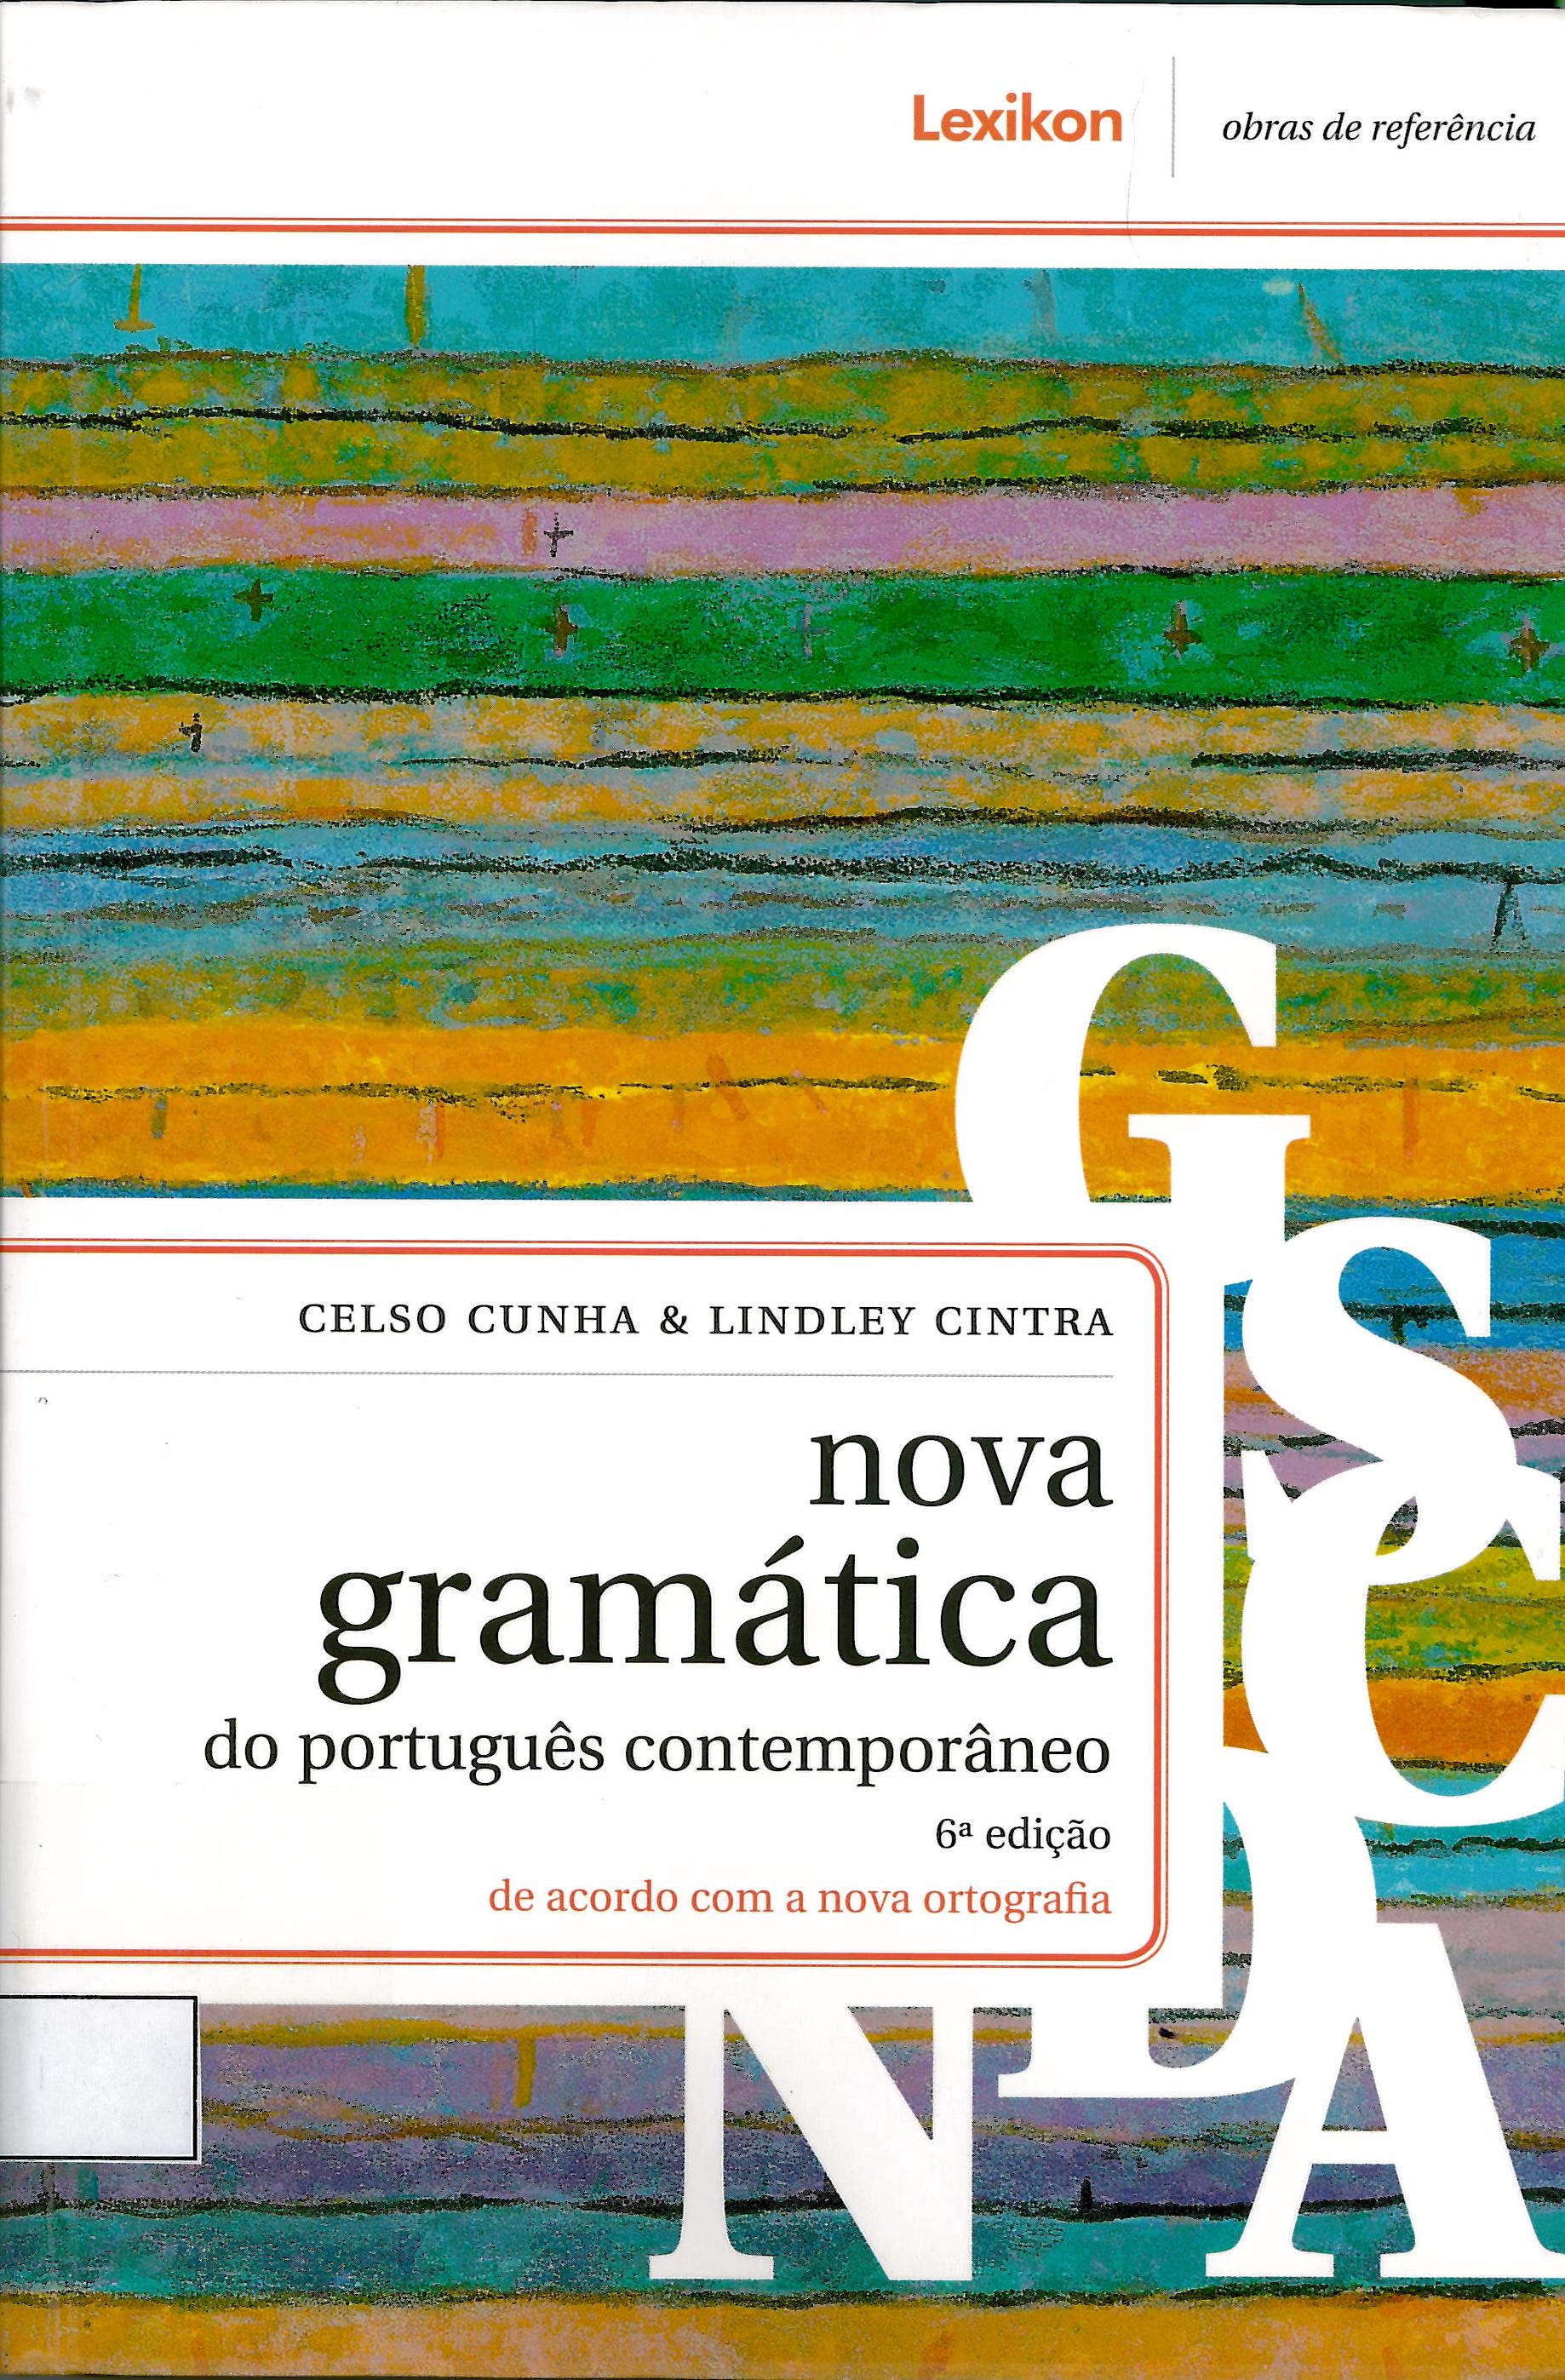 Lexikon
obras de referência
CELSO CUNHA & LINDLEY CINTRA
nova
gramática
do português contemporâneo
6ª edição
de acordo com a nova ortografia
G
I
S
C
D
N
A